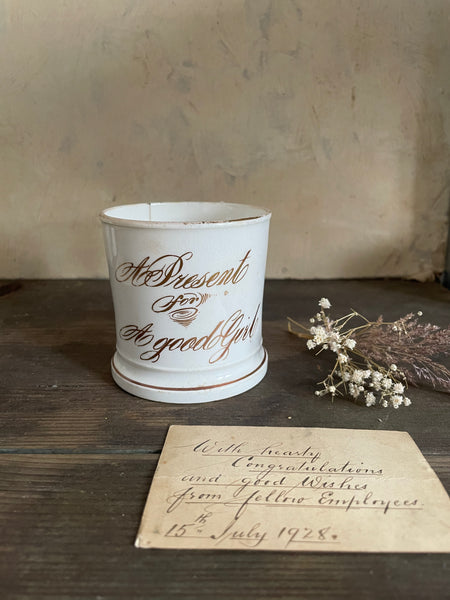 A Present
for
A good Girl
With hearty
Congratulations
and good Wishes
from fellow Employees.
15th July 1928.